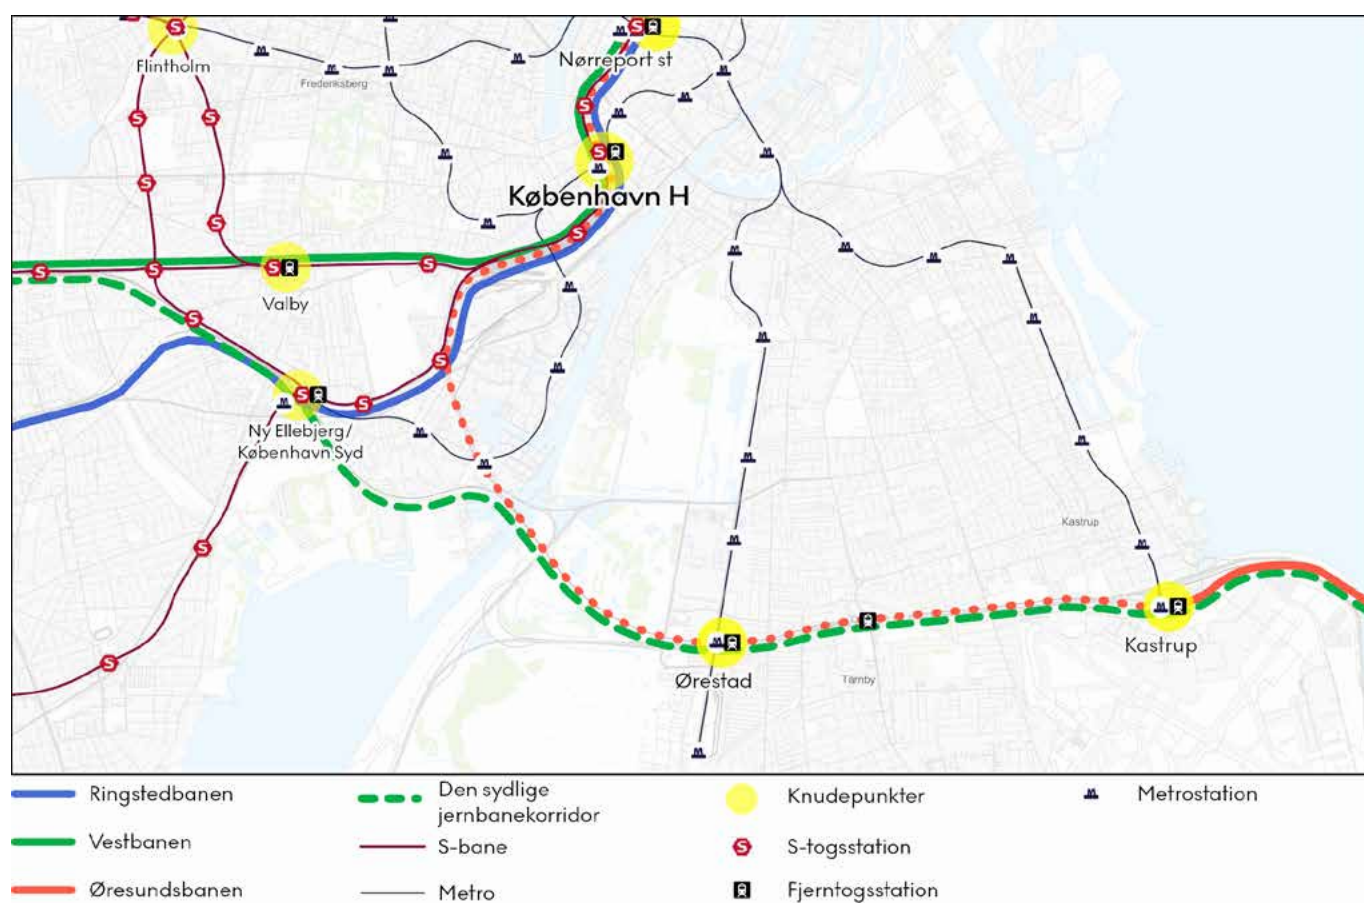 Flintholm
Frederiksberg
Nørreport st
København H
Valby
Ny Ellebjerg/
København Syd
Kastrup
Kastrup
Ørestad
Tårnby
Ringstedbanen
Vestbanen
Øresundsbanen
Den sydlige
jernbanekorridor
S-bane
Metro
Knudepunkter
S-togsstation
Fjerntogsstation
Metrostation